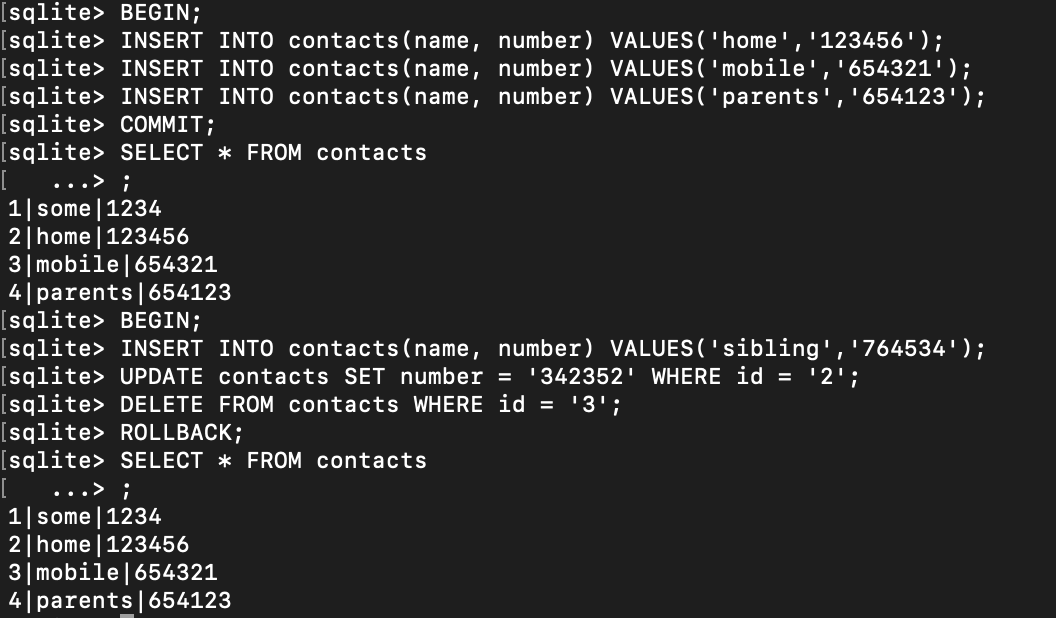 [sqlite> BEGIN;
[sqlite> INSERT INTO contacts(name, number) VALUES('home','123456');
[sqlite> INSERT INTO contacts(name, number) VALUES('mobile','654321');
[sqlite> INSERT INTO contacts(name, number) VALUES('parents','654123');
[sqlite> COMMIT;
[sqlite> SELECT * FROM contacts
[   ...> ;
1|some|1234
2|home|123456
3|mobile|654321
4|parents|654123
[sqlite> BEGIN;
[sqlite> INSERT INTO contacts(name, number) VALUES('sibling','764534');
[sqlite> UPDATE contacts SET number = '342352' WHERE id = '2';
[sqlite> DELETE FROM contacts WHERE id = '3';
[sqlite> ROLLBACK;
[sqlite> SELECT * FROM contacts
[   ...> ;
1|some|1234
2|home|123456
3|mobile|654321
4|parents|654123